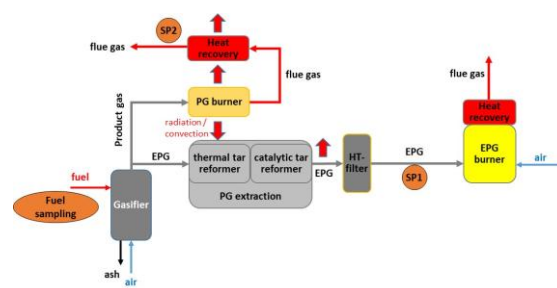 SP2
flue gas
Heat
recovery
flue gas
Product gas
PG burner
radiation /
convection
flue gas
Heat
recovery
EPG
burner
air
EPG
thermal tar
reformer
catalytic tar
reformer
EPG
PG extraction
HT-
filter
EPG
SP1
fuel
Fuel
sampling
Gasifier
ash
air